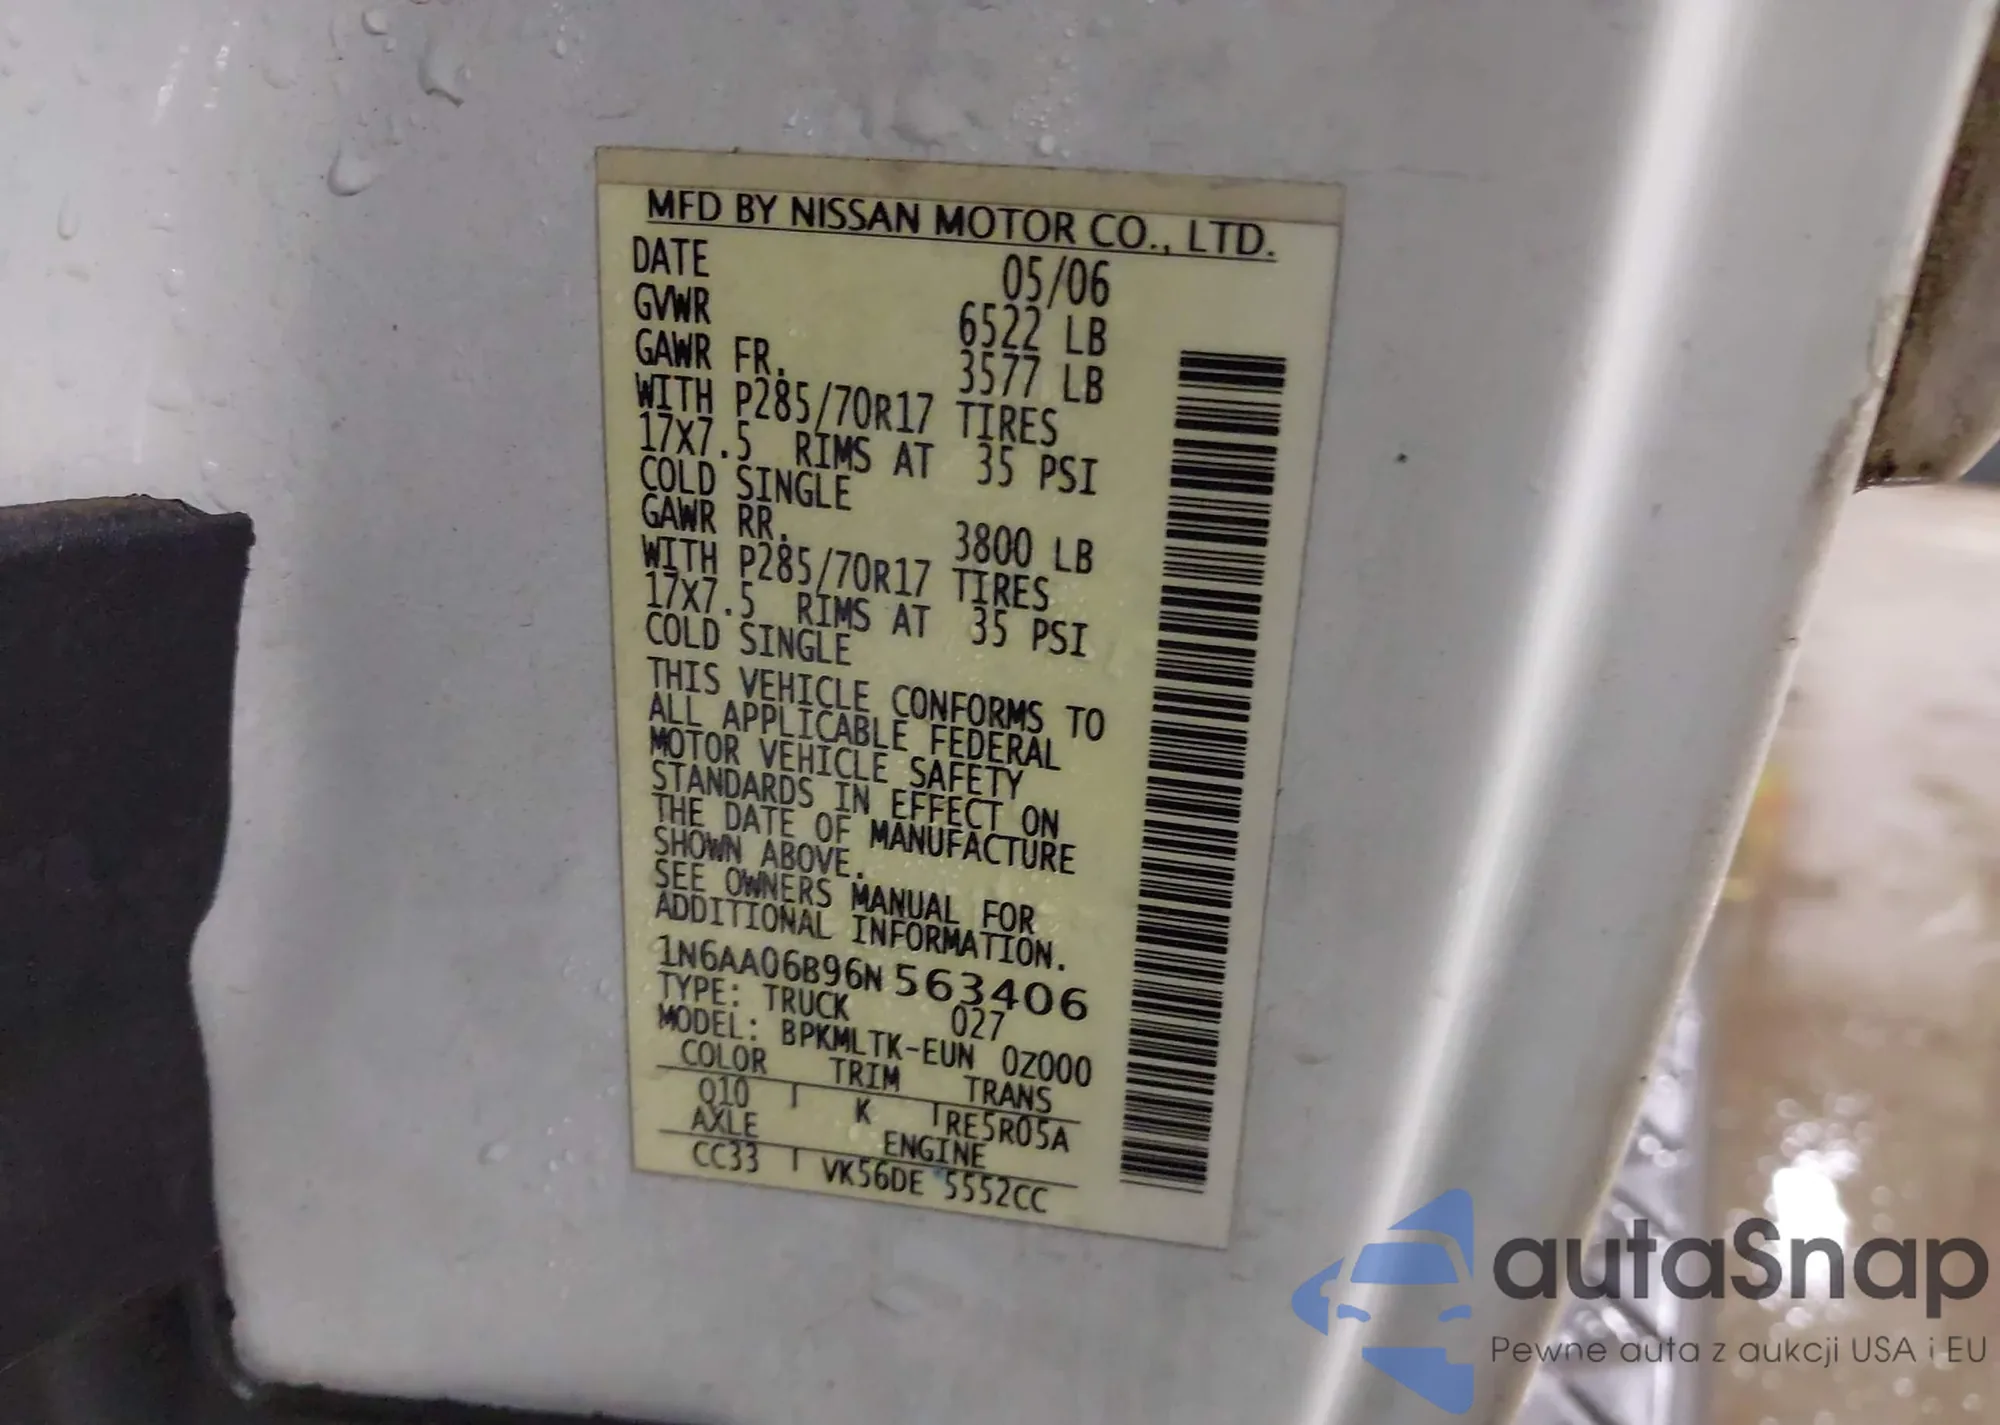 MFD BY NISSAN MOTOR CO., LTD.
DATE 05/06
GVWR 6522 LB
GAWR FR. 3577 LB
WITH P285/70R17 TIRES
17X7.5 RIMS AT 35 PSI
COLD SINGLE
GAWR RR. 3800 LB
WITH P285/70R17 TIRES
17X7.5 RIMS AT 35 PSI
COLD SINGLE
THIS VEHICLE CONFORMS TO
ALL APPLICABLE FEDERAL
MOTOR VEHICLE SAFETY
STANDARDS IN EFFECT ON
THE DATE OF MANUFACTURE
SHOWN ABOVE.
SEE OWNERS MANUAL FOR
ADDITIONAL INFORMATION.
1N6AA06B96N 563406
TYPE: TRUCK 027
MODEL: BPKMLTK-EUN 0Z000
COLOR TRIM TRANS
Q10 K RE5R05A
AXLE ENGINE
CC33 VK56DE 5552CC
autaSnap
Pewne auta z aukcji USA i EU